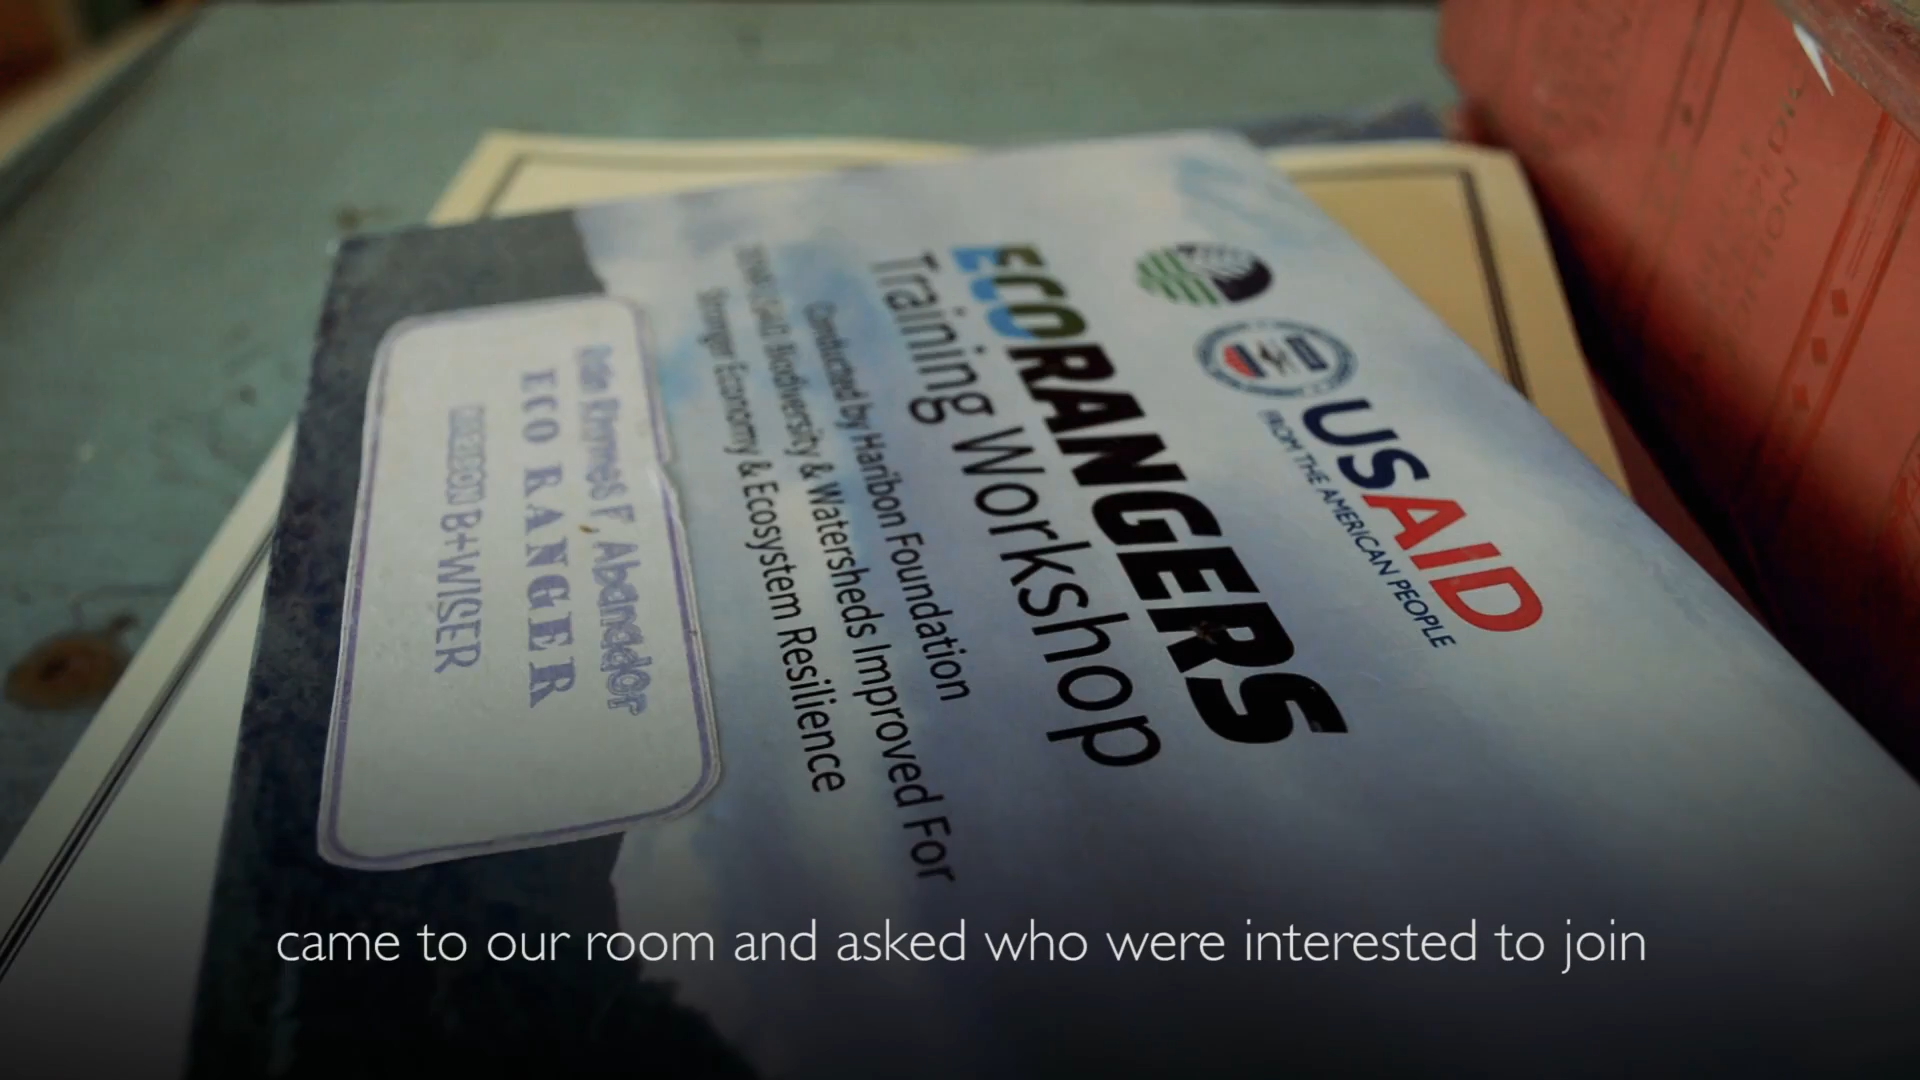 USAID
FROM THE AMERICAN PEOPLE
ECORANGERS
Training Workshop
Conducted by Haribon Foundation
Biodiversity & Watersheds Improved For
Stronger Economy & Ecosystem Resilience
F. Abanador
ECO RANGER
B+WISER
came to our room and asked who were interested to join